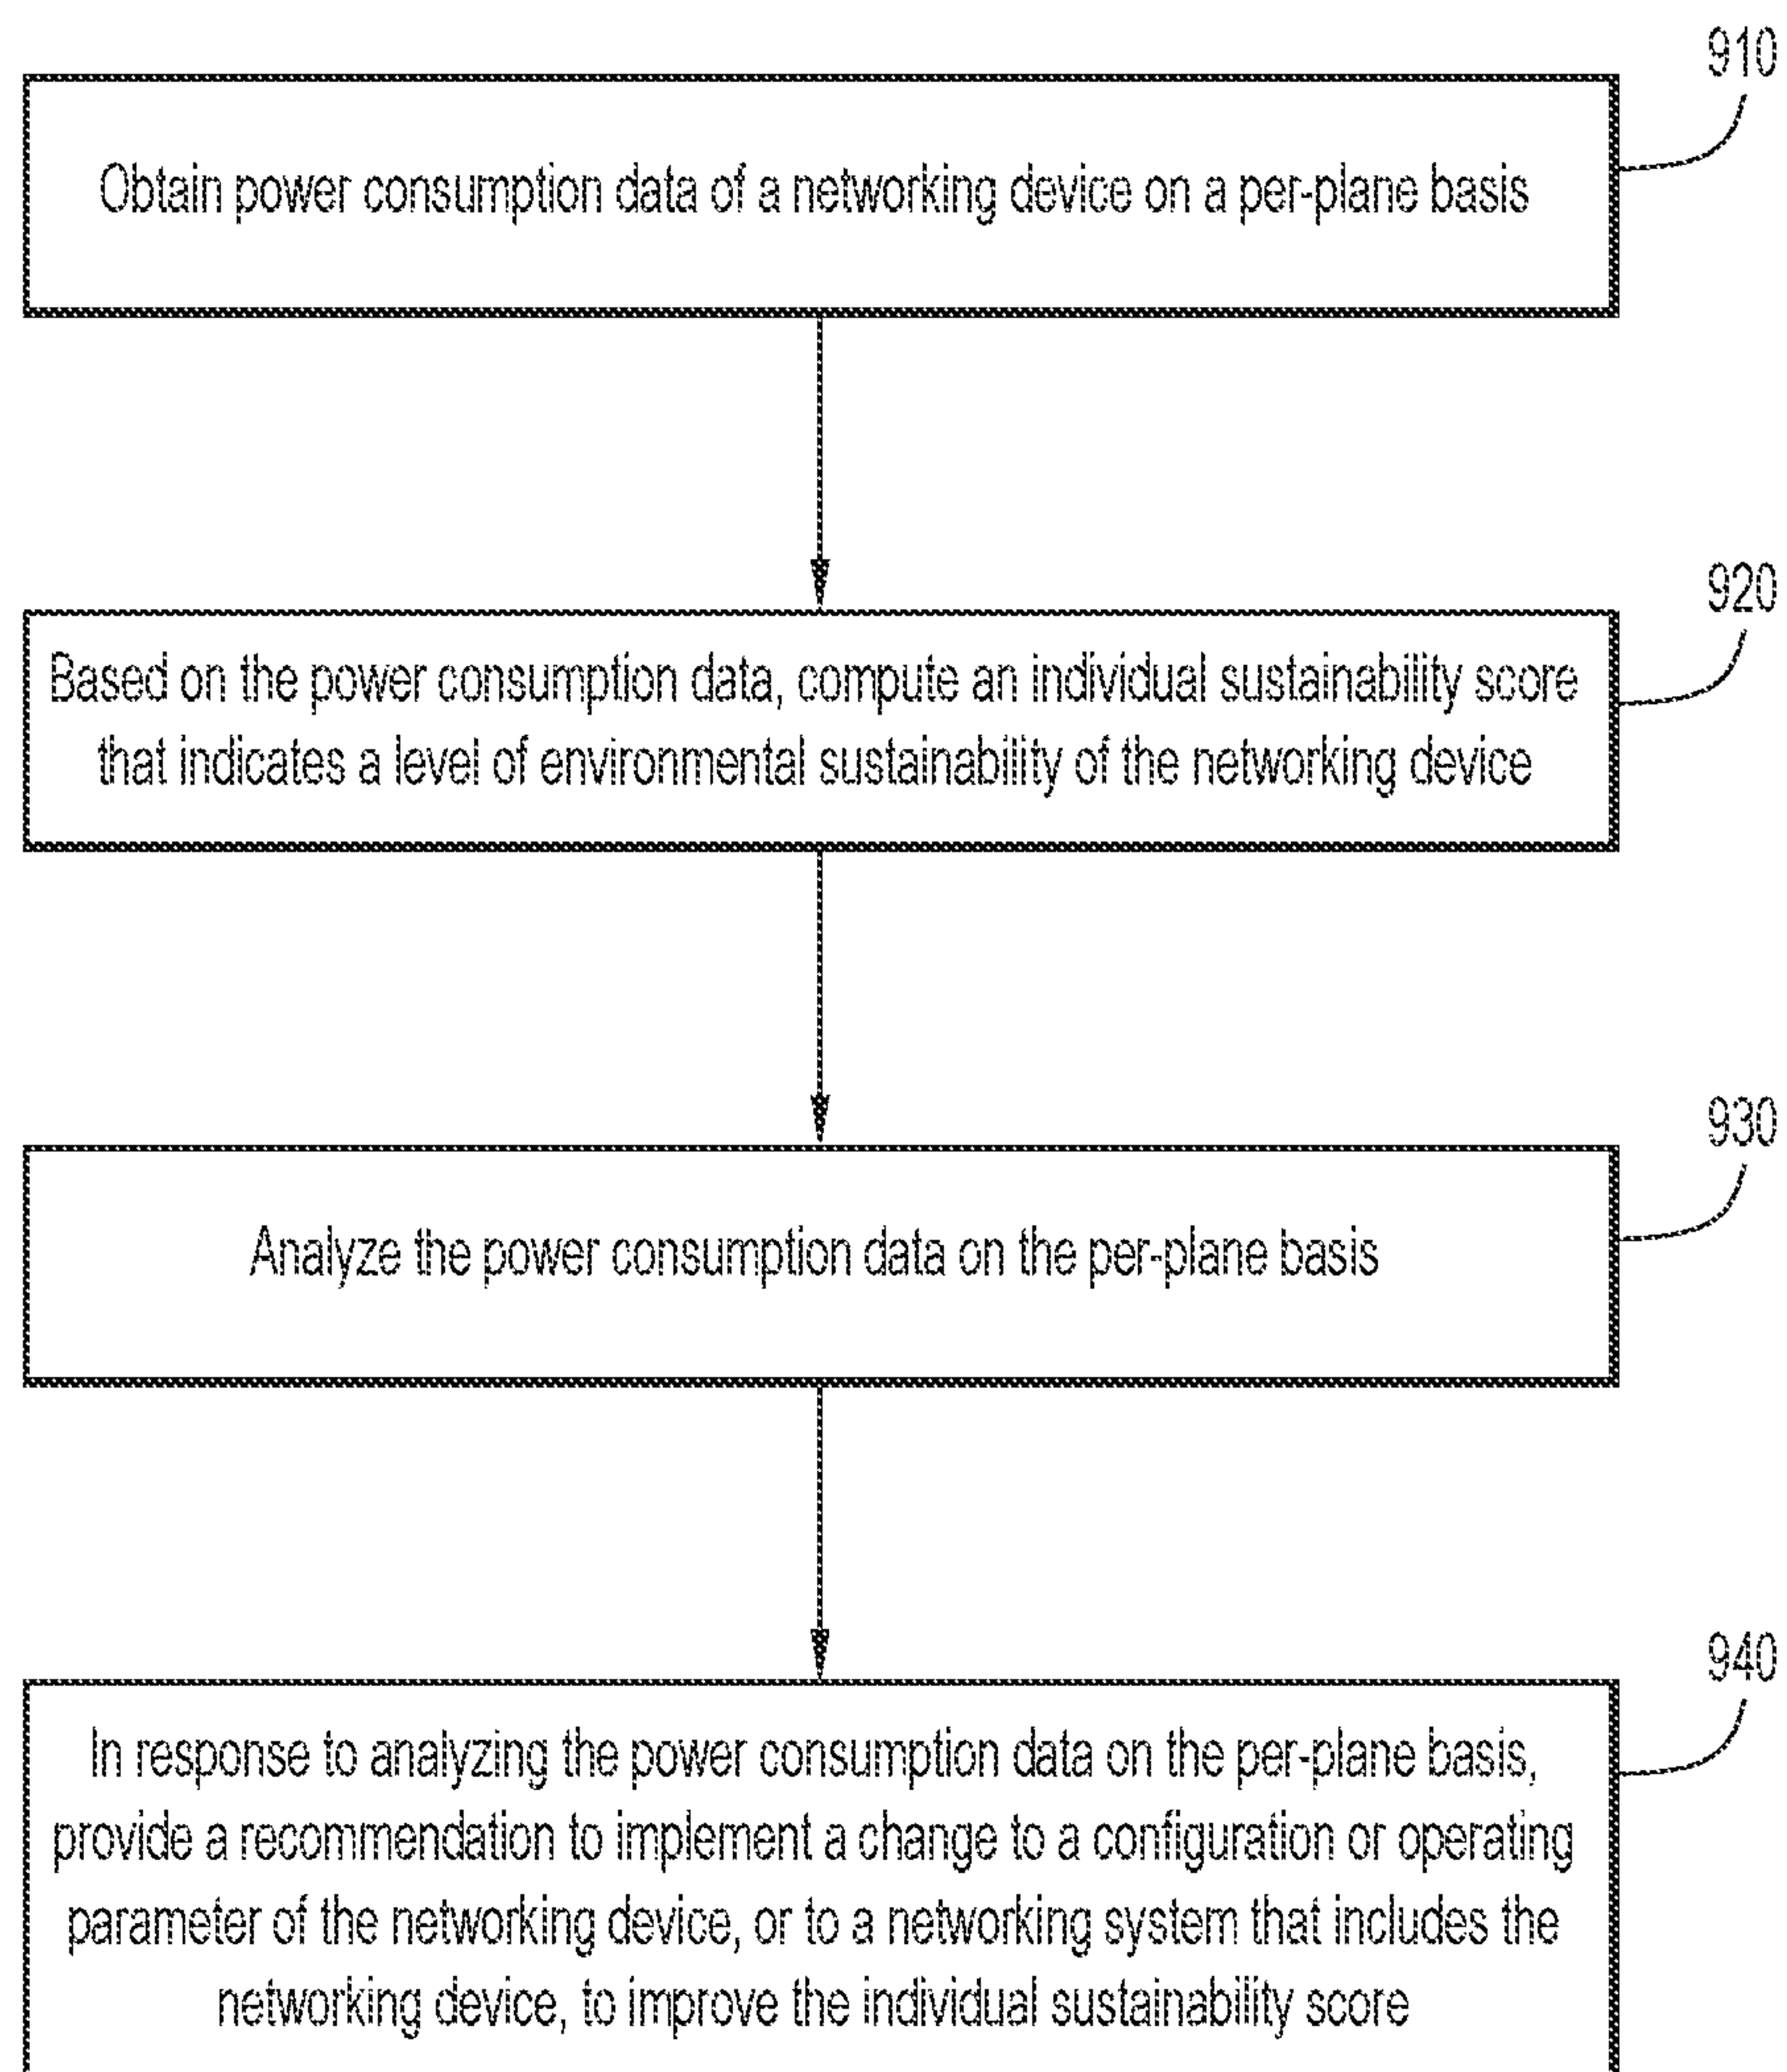 910
Obtain power consumption data of a networking device on a per-plane basis
920
Based on the power consumption data, compute an individual sustainability score
that indicates a level of environmental sustainability of the networking device
930
Analyze the power consumption data on the per-plane basis
940
In response to analyzing the power consumption data on the per-plane basis,
provide a recommendation to implement a change to a configuration or operating
parameter of the networking device, or to a networking system that includes the
networking device, to improve the individual sustainability score